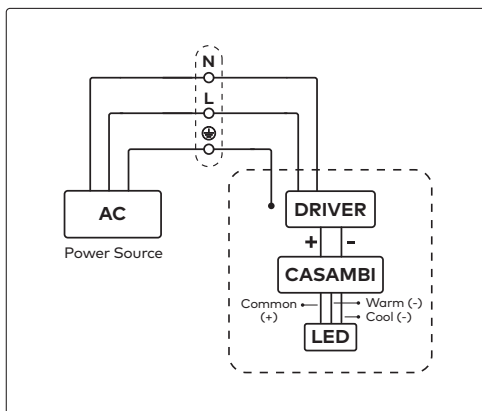 N
L
AC
Power Source
DRIVER
+ -
CASAMBI
Common
(+)
Warm (-)
Cool (-)
LED